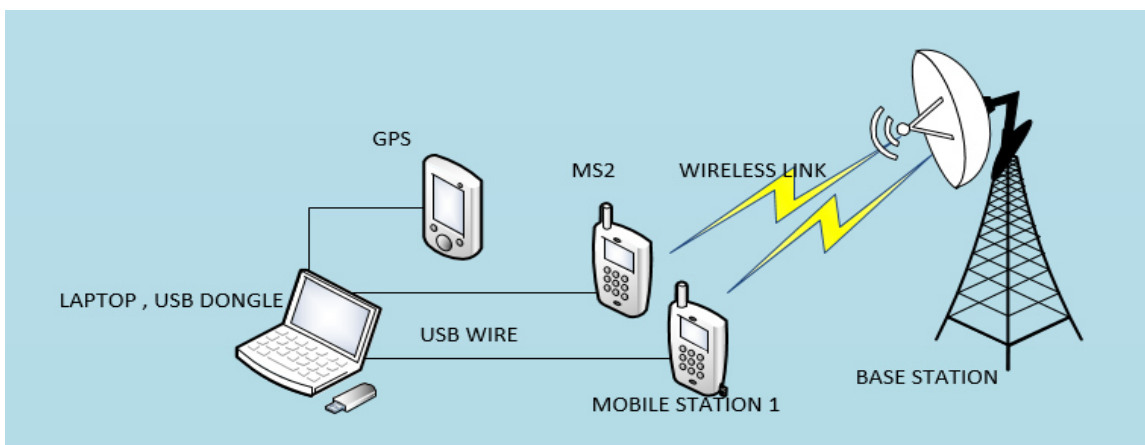 GPS
MS2
WIRELESS LINK
LAPTOP , USB DONGLE
USB WIRE
BASE STATION
MOBILE STATION 1